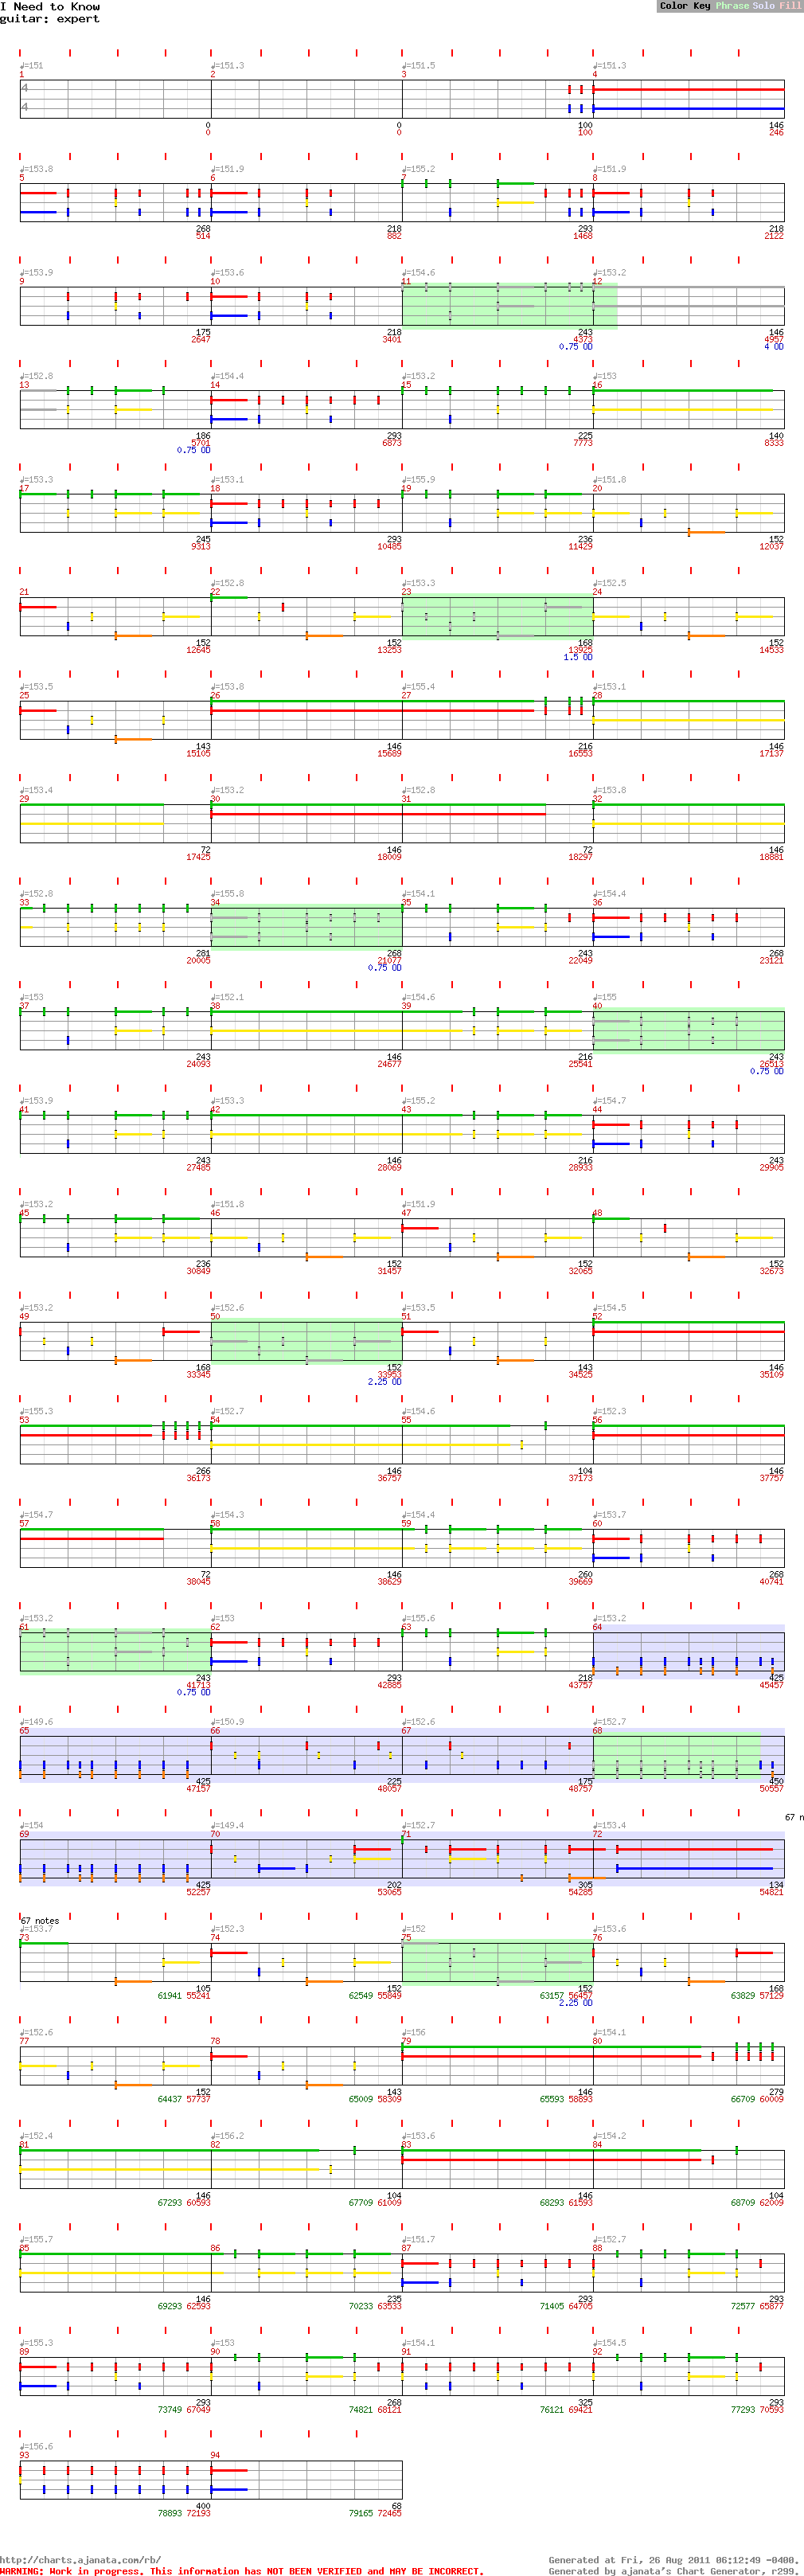 I Need to Know
guitar: expert
Color Key Phrase Solo Fill
♩=151 ♩=151.3 ♩=151.5 ♩=151.3
1 2 3 4
4
4
0 0 100 146
0 0 100 246
♩=153.8 ♩=151.9 ♩=155.2 ♩=151.9
5 6 7 8
268 218 293 218
514 882 1468 2122
♩=153.9 ♩=153.6 ♩=154.6 ♩=153.2
9 10 11 12
175 218 243 146
2647 3401 4373 4957
0.75 OD 4 OD
♩=152.8 ♩=154.4 ♩=153.2 ♩=153
13 14 15 16
186 293 225 140
5701 6873 7773 8333
0.75 OD
♩=153.3 ♩=153.1 ♩=155.9 ♩=151.8
17 18 19 20
245 293 236 152
9313 10485 11429 12037
♩=152.8 ♩=153.3 ♩=152.5
21 22 23 24
152 152 168 152
12645 13253 13925 14533
1.5 OD
♩=153.5 ♩=153.8 ♩=155.4 ♩=153.1
25 26 27 28
143 146 216 146
15105 15689 16553 17137
♩=153.4 ♩=153.2 ♩=152.8 ♩=153.8
29 30 31 32
72 146 72 146
17425 18009 18297 18881
♩=152.8 ♩=155.8 ♩=154.1 ♩=154.4
33 34 35 36
281 268 243 268
20005 21077 22049 23121
0.75 OD
♩=153 ♩=152.1 ♩=154.6 ♩=155
37 38 39 40
243 146 216 243
24093 24677 25541 26513
0.75 OD
♩=153.9 ♩=153.3 ♩=155.2 ♩=154.7
41 42 43 44
243 146 216 243
27485 28069 28933 29905
♩=153.2 ♩=151.8 ♩=151.9
45 46 47 48
236 152 152 152
30849 31457 32065 32673
♩=153.2 ♩=152.6 ♩=153.5 ♩=154.5
49 50 51 52
168 152 143 146
33345 33953 34525 35109
2.25 OD
♩=155.3 ♩=152.7 ♩=154.6 ♩=152.3
53 54 55 56
266 146 104 146
36173 36757 37173 37757
♩=154.7 ♩=154.3 ♩=154.4 ♩=153.7
57 58 59 60
72 146 260 268
38045 38629 39669 40741
♩=153.2 ♩=153 ♩=155.6 ♩=153.2
61 62 63 64
243 293 218 425
41713 42885 43757 45457
0.75 OD
♩=149.6 ♩=150.9 ♩=152.6 ♩=152.7
65 66 67 68
425 225 175 450
47157 48057 48757 50557
♩=154 ♩=149.4 ♩=152.7 ♩=153.4 67 n
69 70 71 72
425 202 305 134
52257 53065 54285 54821
67 notes
♩=153.7 ♩=152.3 ♩=152 ♩=153.6
73 74 75 76
105 152 152 168
61941 55241 62549 55849 63157 56457 63829 57129
2.25 OD
♩=152.6 ♩=156 ♩=154.1
77 78 79 80
152 143 146 279
64437 57737 65009 58309 65593 58893 66709 60009
♩=152.4 ♩=156.2 ♩=153.6 ♩=154.2
81 82 83 84
146 104 146 104
67293 60593 67709 61009 68293 61593 68709 62009
♩=155.7 ♩=151.7 ♩=152.7
85 86 87 88
146 235 293 293
69293 62593 70233 63533 71405 64705 72577 65877
♩=155.3 ♩=153 ♩=154.1 ♩=154.5
89 90 91 92
293 268 325 293
73749 67049 74821 68121 76121 69421 77293 70593
♩=156.6
93 94
400 68
78893 72193 79165 72465
http://charts.ajanata.com/rb/ Generated at Fri, 26 Aug 2011 06:12:49 -0400.
WARNING: Work in progress. This information has NOT BEEN VERIFIED and MAY BE INCORRECT. Generated by ajanata's Chart Generator, r299.